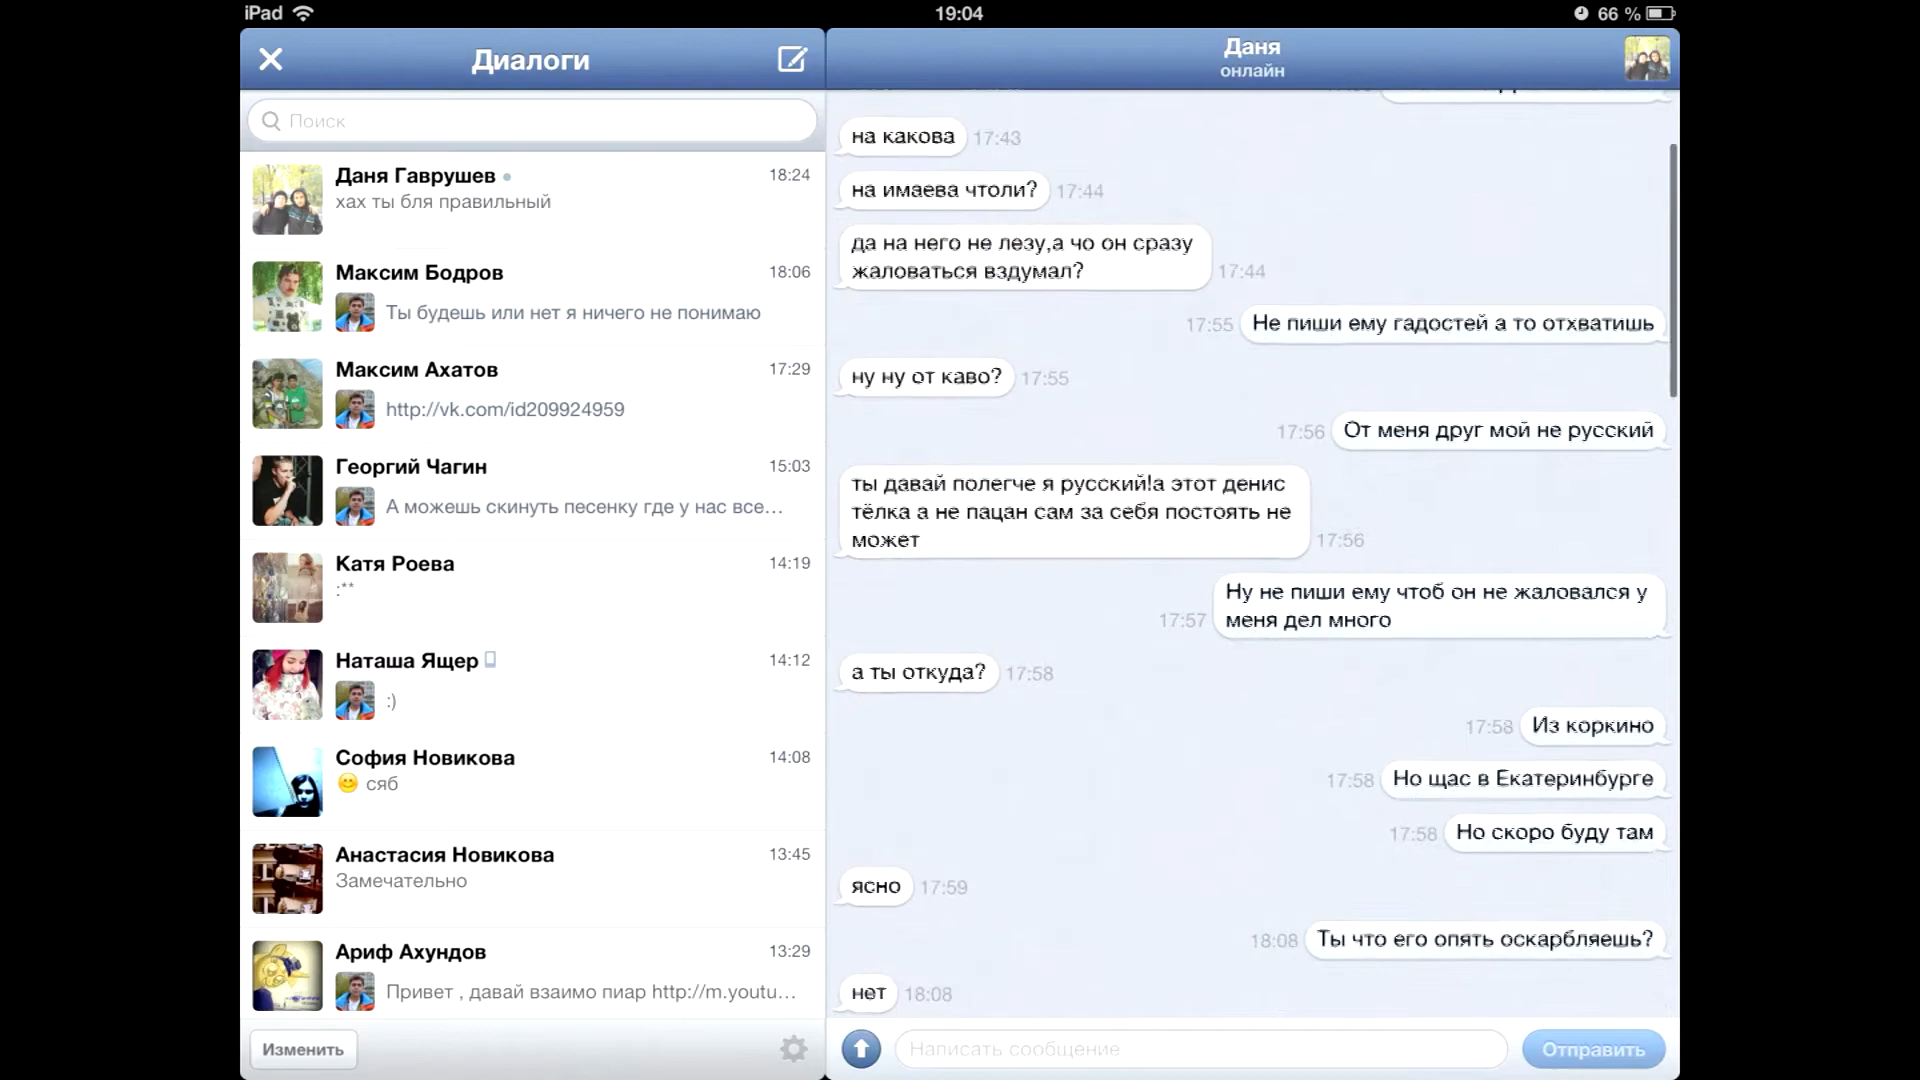 iPad
19:04
66 %
Диалоги
Поиск
Даня Гаврушев
18:24
хах ты бля правильный
Максим Бодров
18:06
Ты будешь или нет я ничего не понимаю
Максим Ахатов
17:29
http://vk.com/id209924959
Георгий Чагин
15:03
А можешь скинуть песенку где у нас все...
Катя Роева
14:19
:**
Наташа Ящер
14:12
:)
София Новикова
14:08
сяб
Анастасия Новикова
13:45
Замечательно
Ариф Ахундов
13:29
Привет , давай взаимо пиар http://m.youtu...
Изменить
Даня
онлайн
на какова
17:43
на имаева чтоли?
17:44
да на него не лезу,а чо он сразу
жаловаться вздумал?
17:44
17:55
Не пиши ему гадостей а то отхватишь
ну ну от каво?
17:55
17:56
От меня друг мой не русский
ты давай полегче я русский!а этот денис
тёлка а не пацан сам за себя постоять не
может
17:56
Ну не пиши ему чтоб он не жаловался у
меня дел много
17:57
а ты откуда?
17:58
17:58
Из коркино
17:58
Но щас в Екатеринбурге
17:58
Но скоро буду там
ясно
17:59
18:08
Ты что его опять оскарбляешь?
нет
18:08
Написать сообщение
Отправить